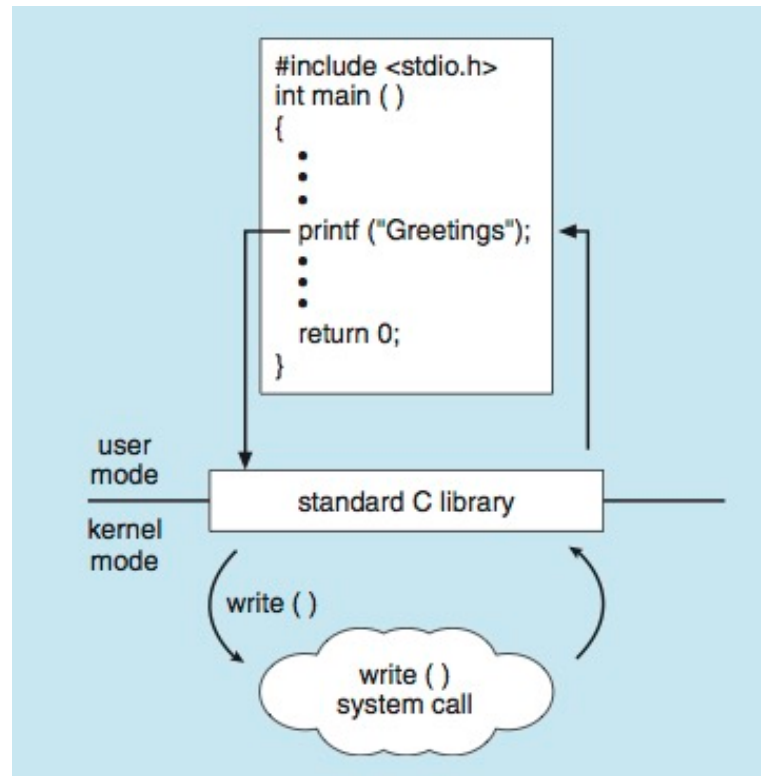 #include <stdio.h>
int main ( )
{
•
•
•
printf ("Greetings");
•
•
•
return 0;
}
user
mode
standard C library
kernel
mode
write ( )
write ( )
system call